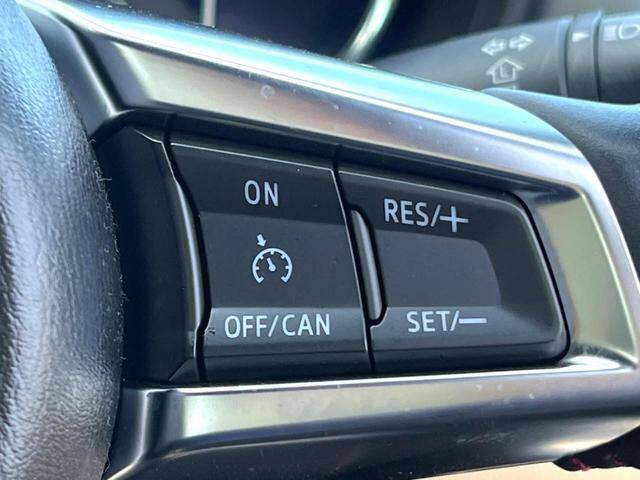 ON
RES/+
OFF/CAN
SET/—